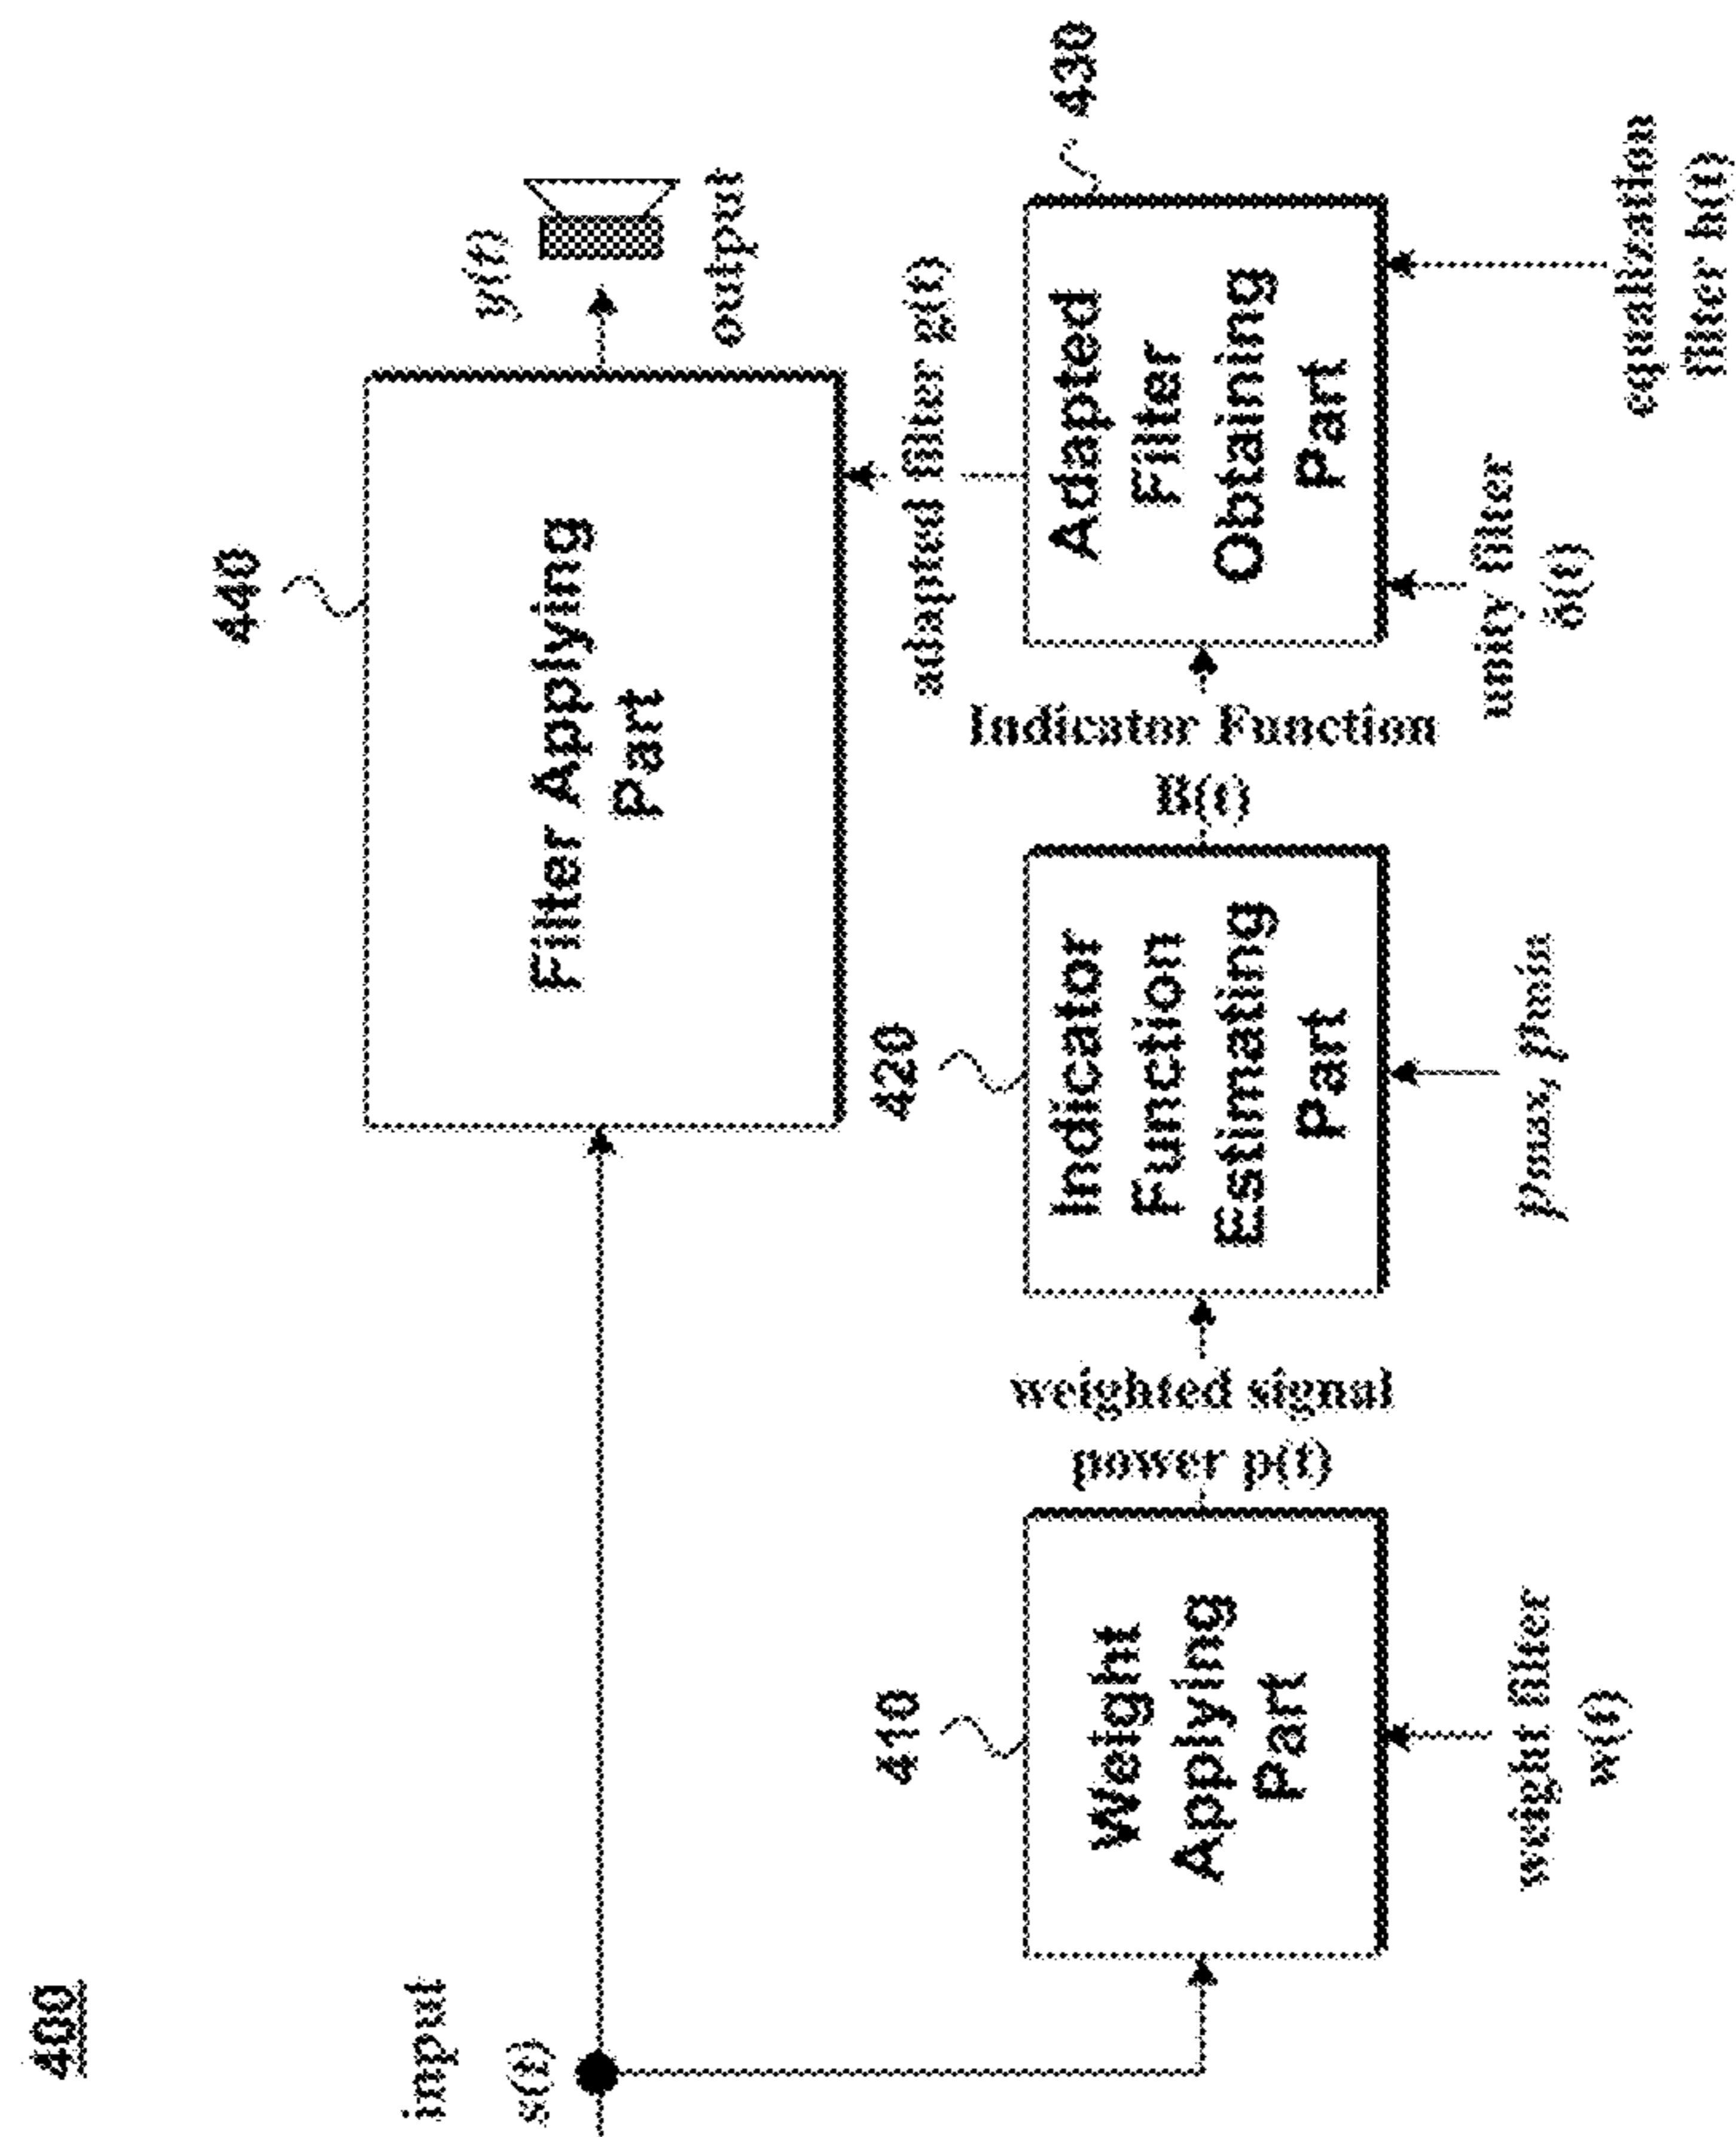 400
input
s(t)
440
Filter Applying
Part
y(t)
output
adapted filter g(t)
410
Weight
Applying
Part
weight filter
w(t)
weighted signal
power p(t)
420
Indicator
Function
Estimating
Part
pmax, pmin
Indicator Function
B(t)
430
Adapted
Filter
Obtaining
Part
unity filter
δ(t)
equalization
filter h(t)